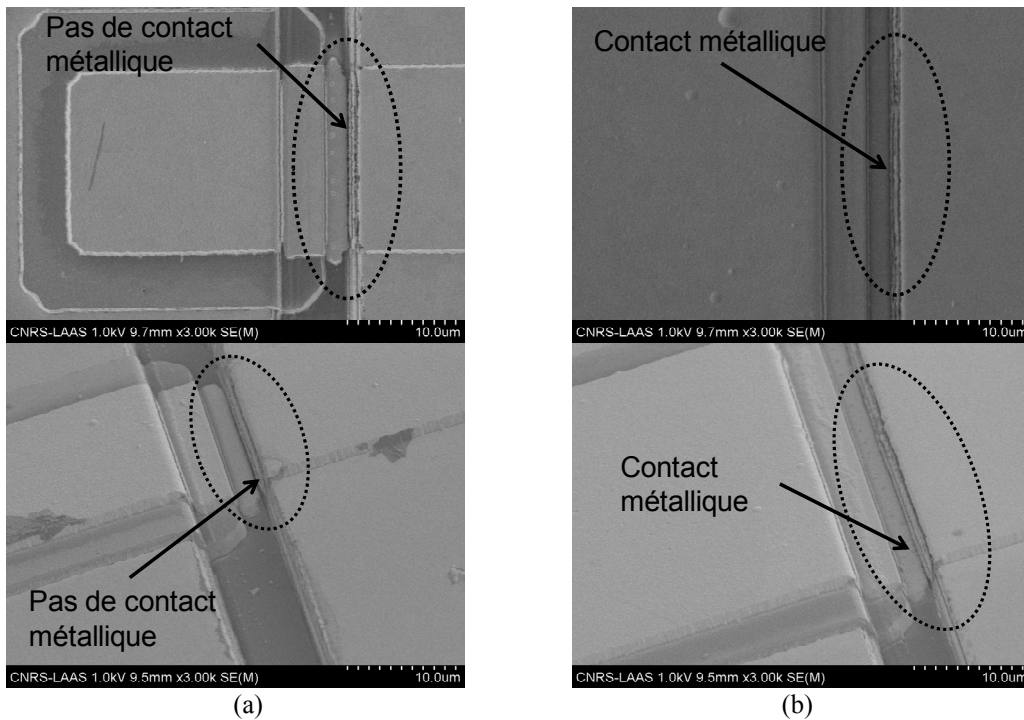 Pas de contact
métallique
Contact métallique
CNRS-LAAS 1.0kV 9.7mm x3.00k SE(M)
10.0um
CNRS-LAAS 1.0kV 9.7mm x3.00k SE(M)
10.0um
Pas de contact
métallique
Contact
métallique
CNRS-LAAS 1.0kV 9.5mm x3.00k SE(M)
10.0um
CNRS-LAAS 1.0kV 9.5mm x3.00k SE(M)
10.0um
(a)
(b)